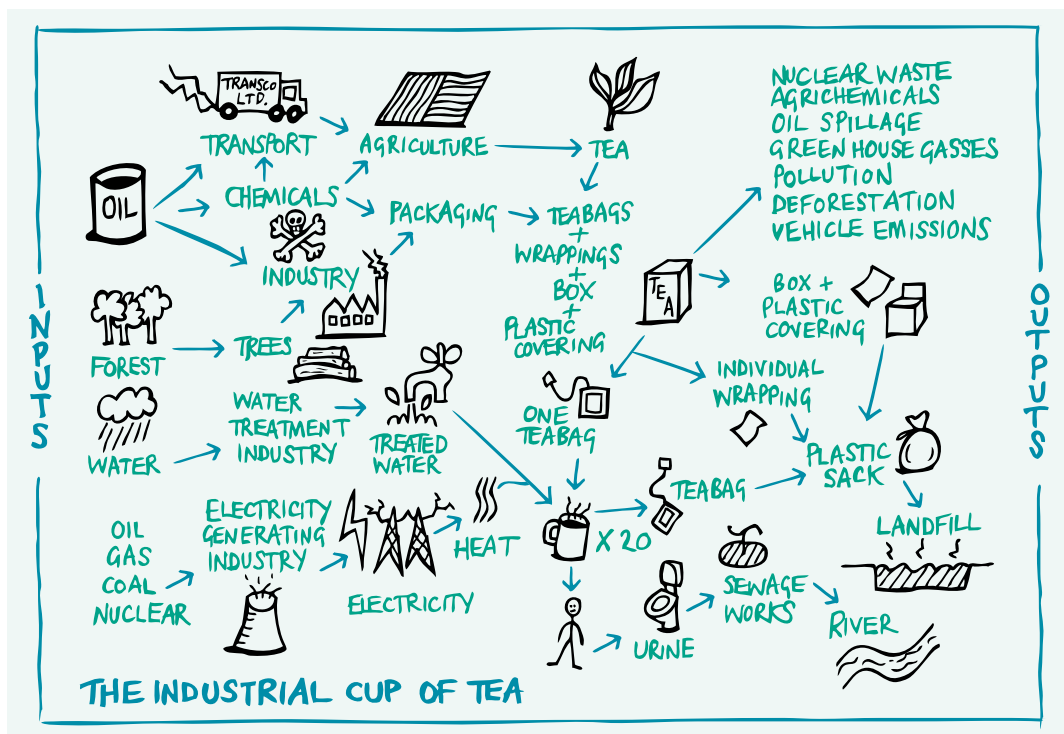 TRANSCO
LTD.
TRANSPORT
AGRICULTURE
TEA
NUCLEAR WASTE
AGRICHEMICALS
OIL SPILLAGE
GREEN HOUSE GASSES
POLLUTION
DEFORESTATION
VEHICLE EMISSIONS
OIL
CHEMICALS
PACKAGING
TEABAGS
+
WRAPPINGS
+
BOX
+
PLASTIC
COVERING
INDUSTRY
TEA
BOX +
PLASTIC
COVERING
INPUTS
OUTPUTS
FOREST
TREES
INDIVIDUAL
WRAPPING
WATER
WATER
TREATMENT
INDUSTRY
TREATED
WATER
ONE
TEABAG
PLASTIC
SACK
OIL
GAS
COAL
NUCLEAR
ELECTRICITY
GENERATING
INDUSTRY
ELECTRICITY
HEAT
X 20
TEABAG
LANDFILL
URINE
SEWAGE
WORKS
RIVER
THE INDUSTRIAL CUP OF TEA